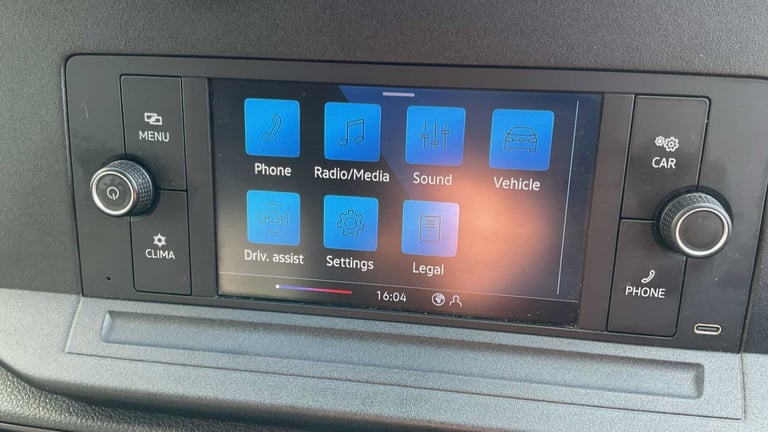 MENU
CLIMA
Phone
Radio/Media
Sound
Vehicle
Driv. assist
Settings
Legal
16:04
CAR
PHONE